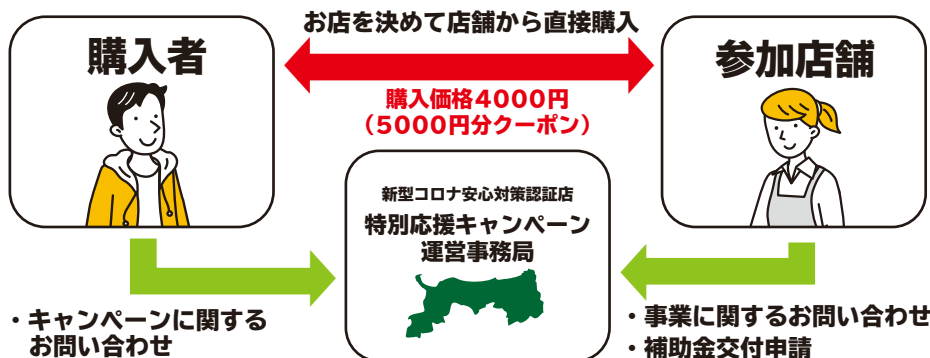 お店を決めて店舗から直接購入
購入者
参加店舗
購入価格4000円
(5000円分クーポン)
新型コロナ安心対策認証店
特別応援キャンペーン
運営事務局
・キャンペーンに関する
お問い合わせ
・事業に関するお問い合わせ
・補助金交付申請